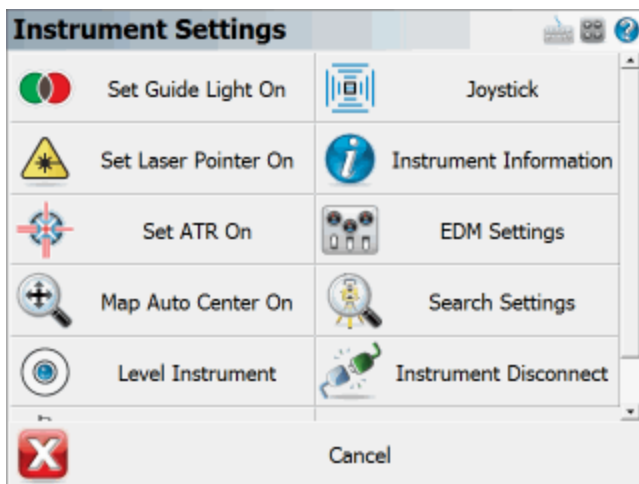 Instrument Settings
Set Guide Light On
Joystick
Set Laser Pointer On
Instrument Information
Set ATR On
EDM Settings
Map Auto Center On
Search Settings
Level Instrument
Instrument Disconnect
Cancel